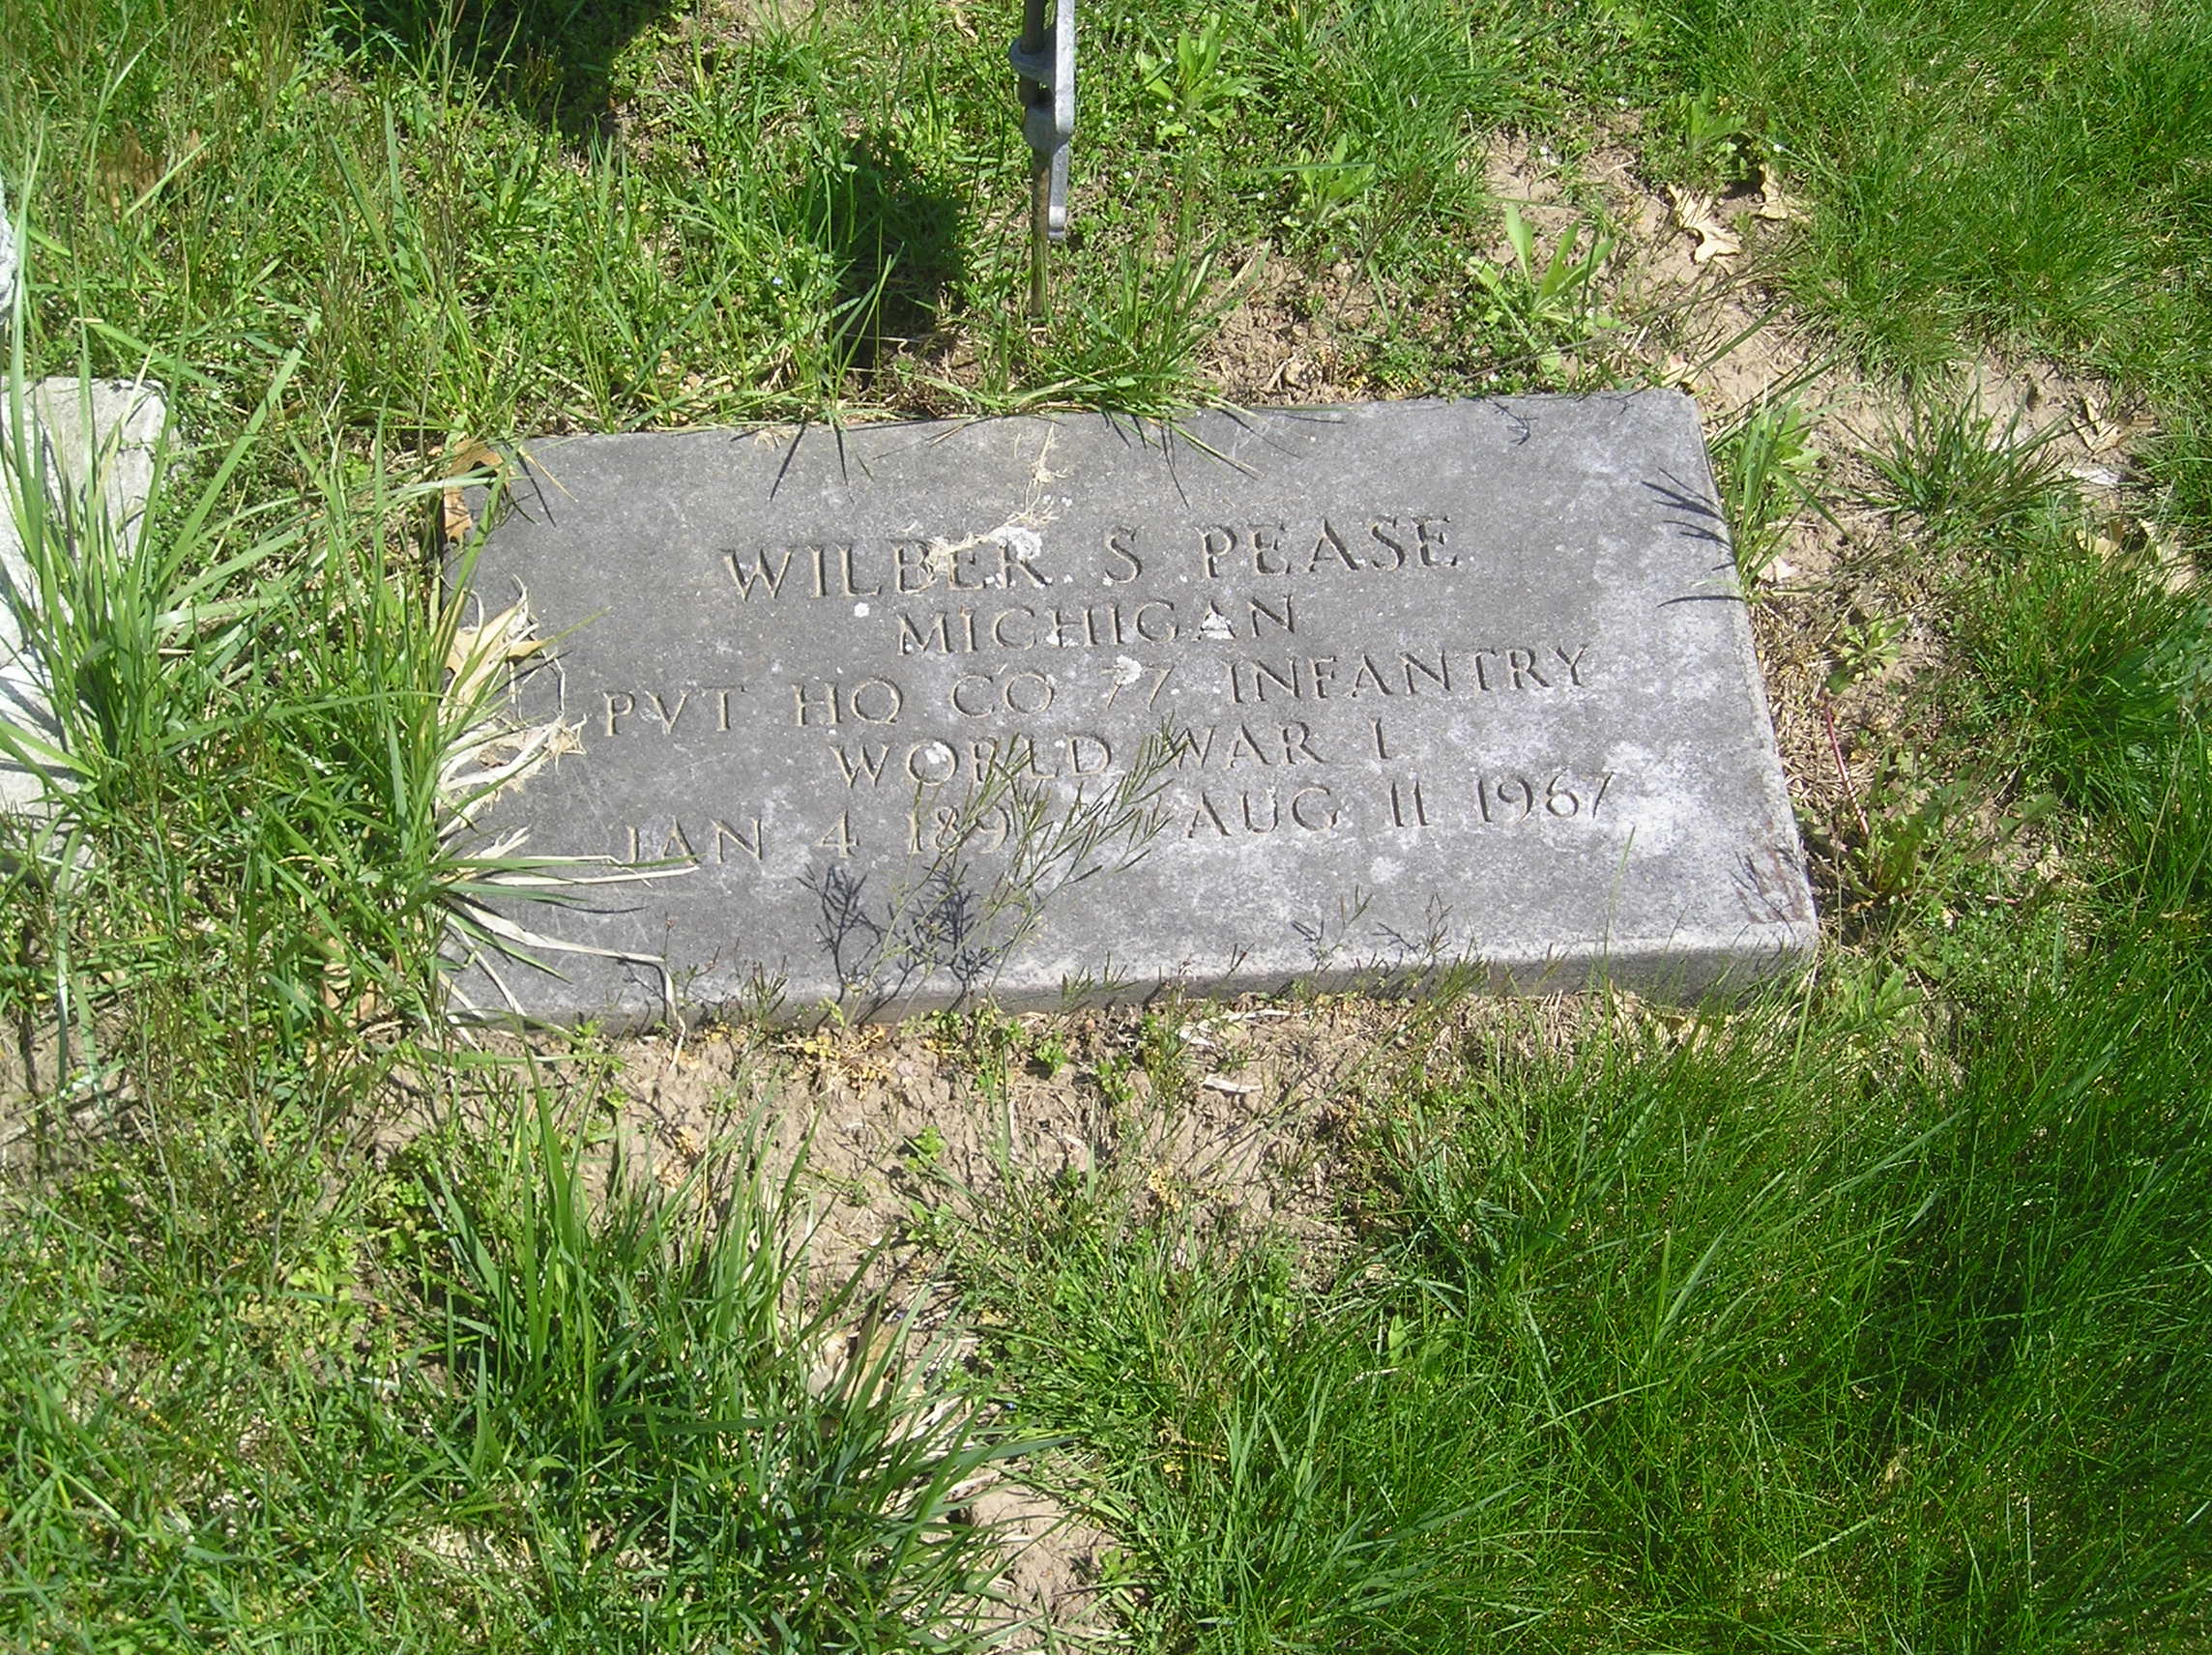 WILBER S PEASE
MICHIGAN
PVT HQ CO 77 INFANTRY
WORLD WAR I
JAN 4 AUG 11 1967